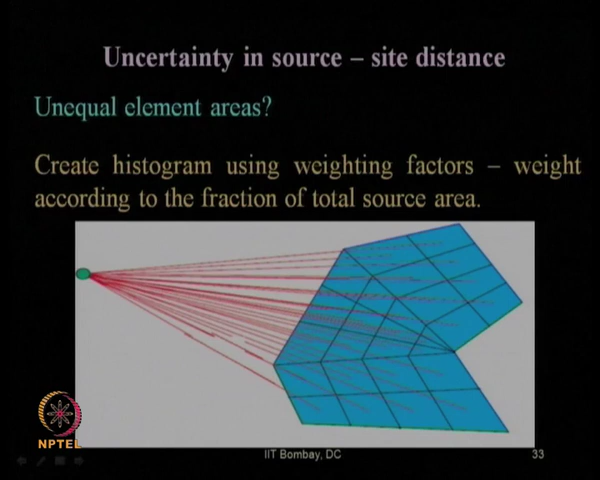 Uncertainty in source – site distance
Unequal element areas?
Create histogram using weighting factors – weight
according to the fraction of total source area.
NPTEL
IIT Bombay, DC
33